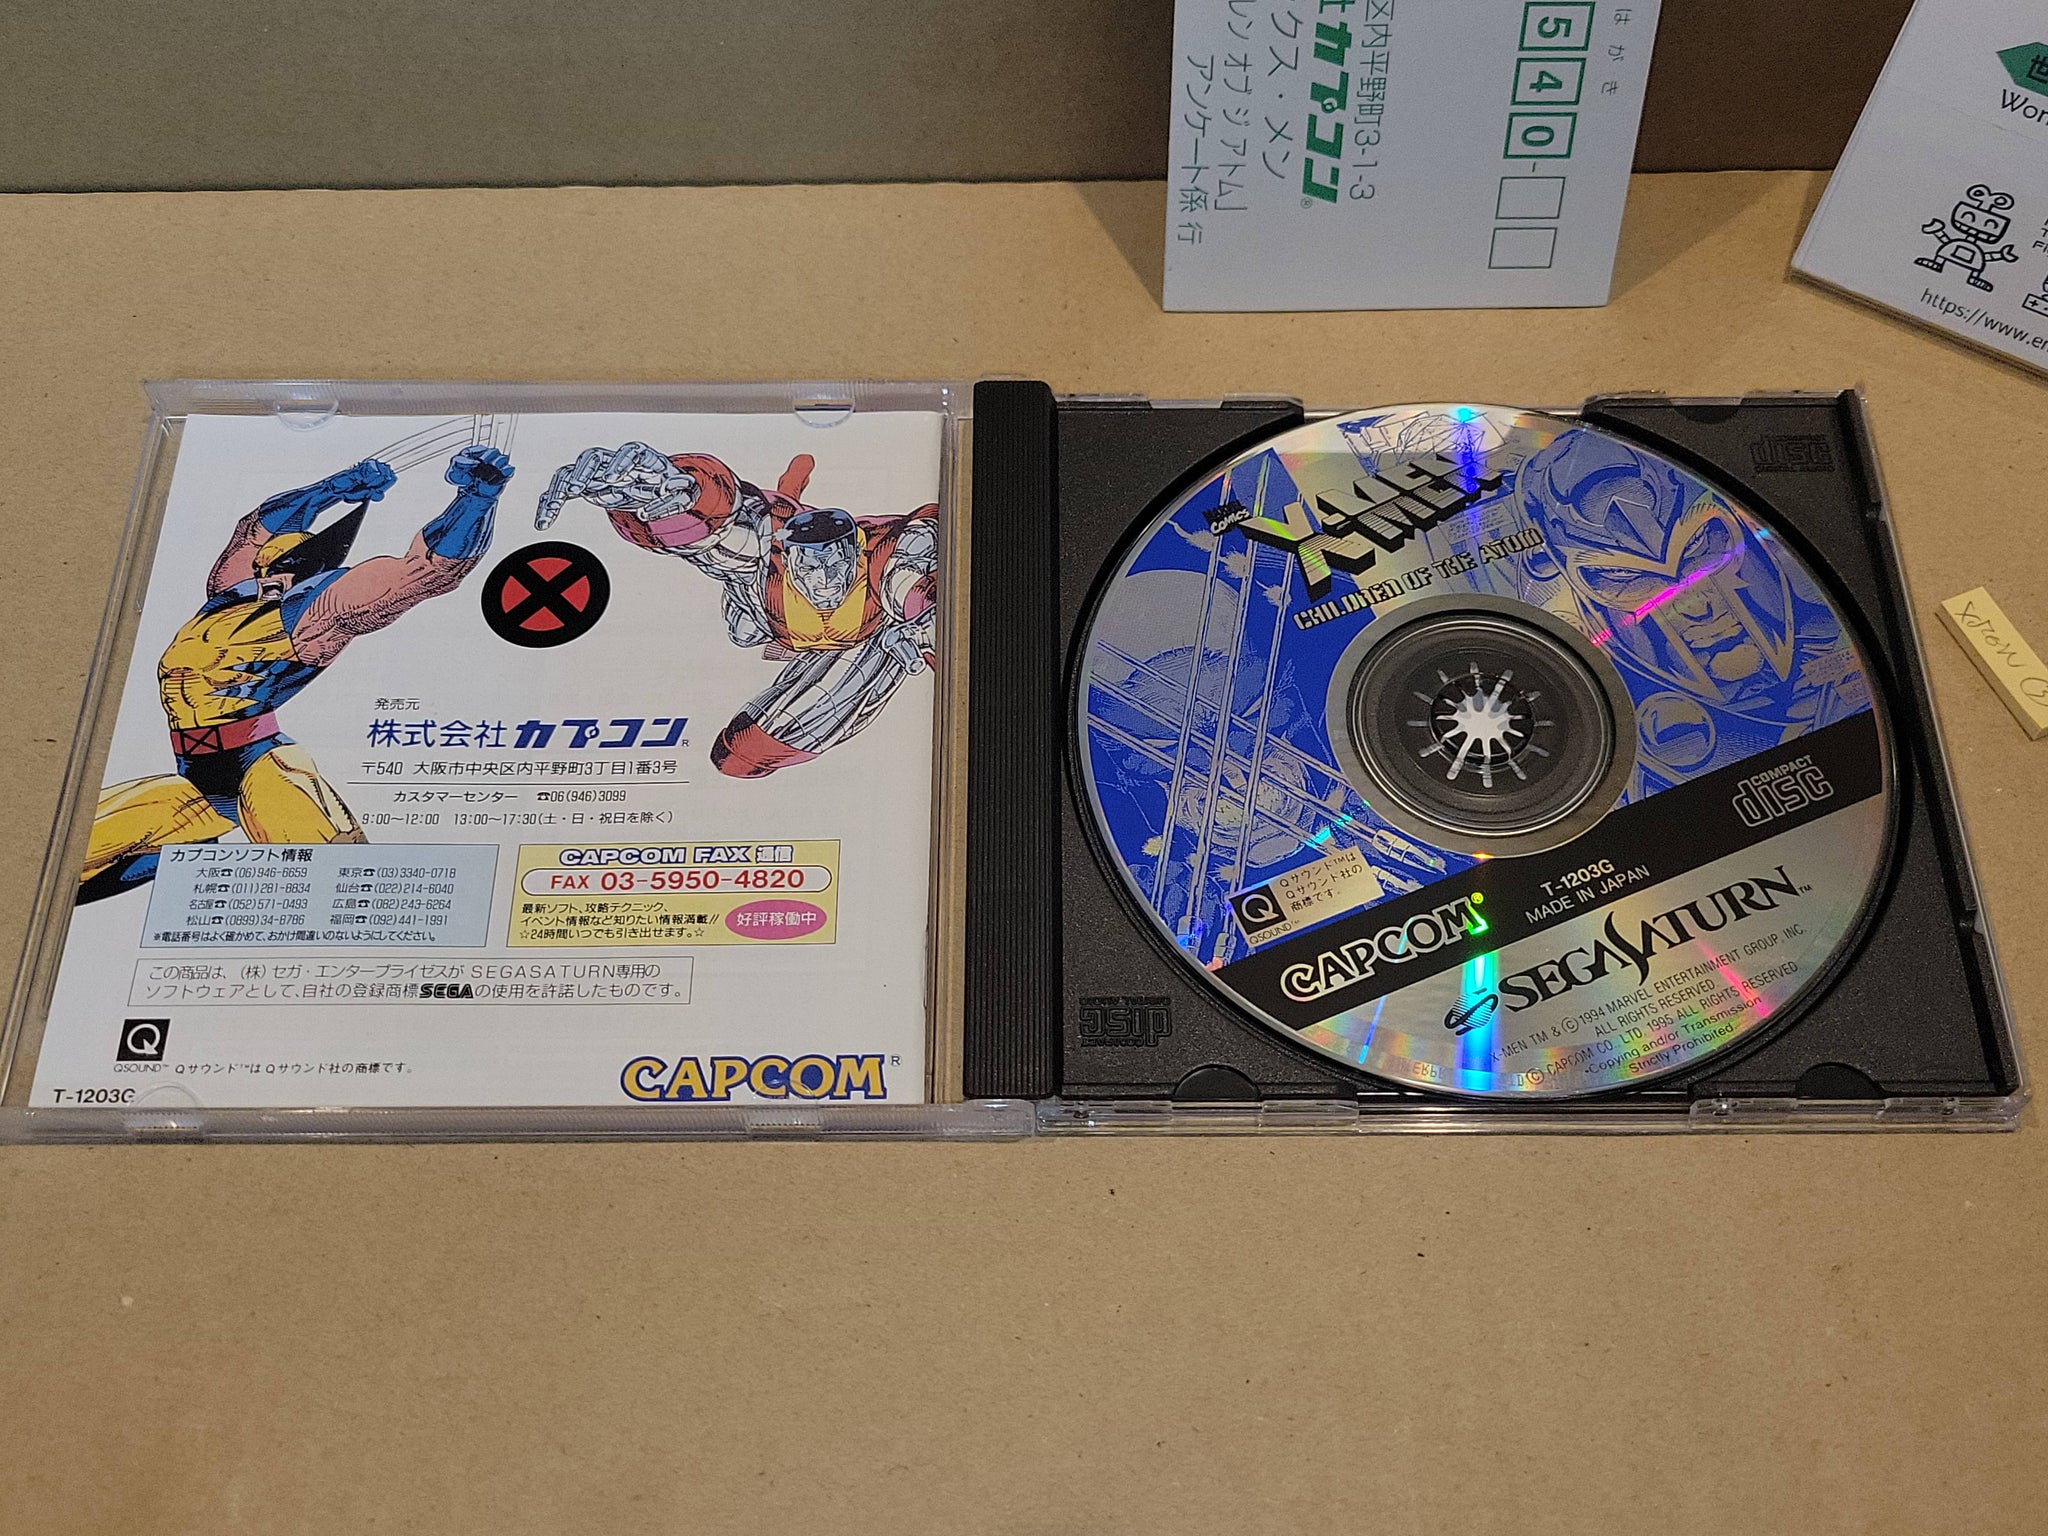 はがき
540-
区内平野町3-1-3
カプコン®
ックス・メン
レン オブ ジ アトム」
アンケート係 行
世
Wor
https://www.en
発売元
株式会社カプコン®
〒540 大阪市中央区内平野町3丁目1番3号
カスタマーセンター ☎06(946)3099
9:00〜12:00 13:00〜17:30(土・日・祝日を除く)
カプコンソフト情報
大阪☎(06)946-6659 東京☎(03)3340-0718
札幌☎(011)281-8834 仙台☎(022)214-6040
名古屋☎(052)571-0493 広島☎(082)243-6264
松山☎(0899)34-8786 福岡☎(092)441-1991
※電話番号はよく確かめて、おかけ間違いのないようにしてください。
CAPCOM FAX 通信
FAX 03-5950-4820
最新ソフト、攻略テクニック、
イベント情報など知りたい情報満載!!
☆24時間いつでも引き出せます。☆
好評稼働中
この商品は、(株)セガ・エンタープライゼスが SEGASATURN専用の
ソフトウェアとして、自社の登録商標SEGAの使用を許諾したものです。
Q
QSOUND™ Qサウンド™は Qサウンド社の商標です。
CAPCOM®
T-1203G
COMPACT disc DIGITAL AUDIO
MARVEL COMICS
X-MEN
CHILDREN OF THE ATOM
COMPACT disc
Q
QSOUND™
Qサウンド™は
Qサウンド社の
商標です。
CAPCOM®
T-1203G
MADE IN JAPAN
SEGA SATURN™
X-MEN TM & ©1994 MARVEL ENTERTAINMENT GROUP, INC.
ALL RIGHTS RESERVED
©CAPCOM CO., LTD. 1995 ALL RIGHTS RESERVED
•Copying and/or Transmission
Strictly Prohibited.
COMPACT disc DIGITAL AUDIO